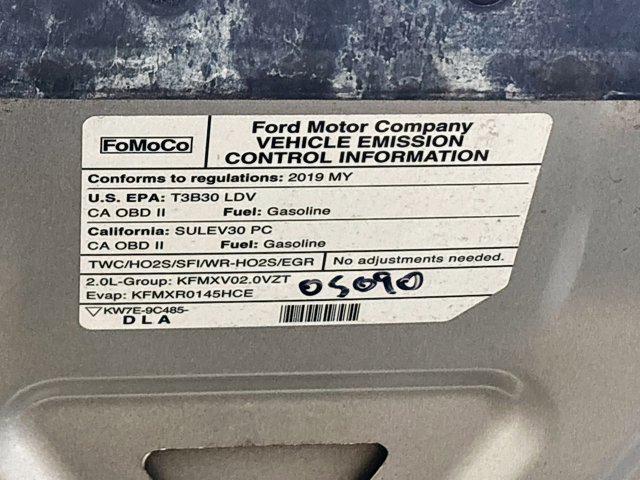 FoMoCo
Ford Motor Company
VEHICLE EMISSION
CONTROL INFORMATION
Conforms to regulations: 2019 MY
U.S. EPA: T3B30 LDV
CA OBD II Fuel: Gasoline
California: SULEV30 PC
CA OBD II Fuel: Gasoline
TWC/HO2S/SFI/WR-HO2S/EGR No adjustments needed.
2.0L-Group: KFMXV02.0VZT
Evap: KFMXR0145HCE
05090
KW7E-9C485-
DLA